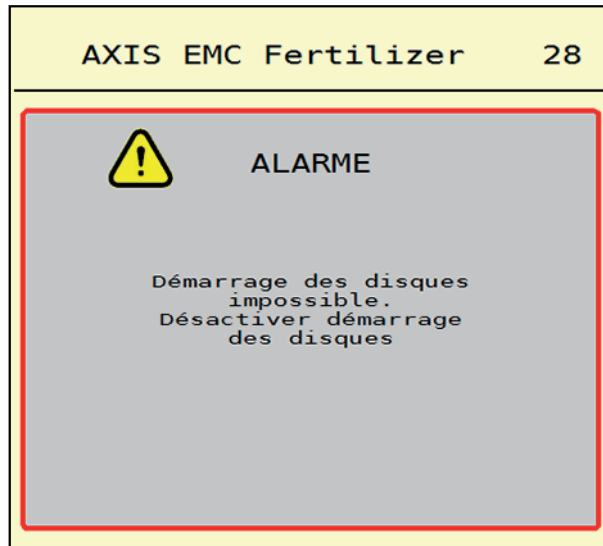 AXIS EMC Fertilizer 28
ALARME
Démarrage des disques
impossible.
Désactiver démarrage
des disques